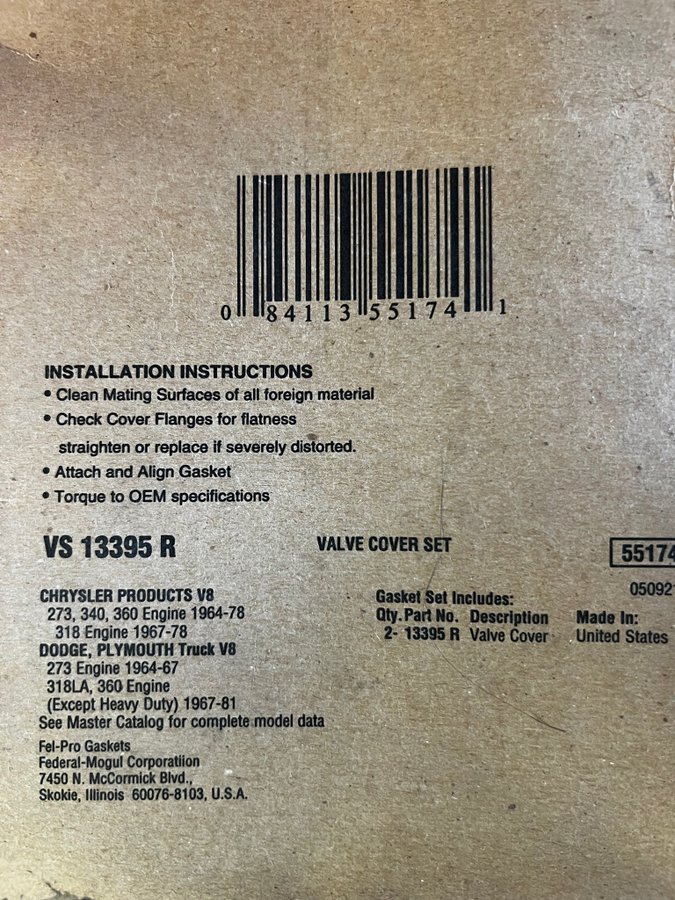 0 84113 55174 1
INSTALLATION INSTRUCTIONS
• Clean Mating Surfaces of all foreign material
• Check Cover Flanges for flatness
straighten or replace if severely distorted.
• Attach and Align Gasket
• Torque to OEM specifications
VS 13395 R VALVE COVER SET 55174
050921
CHRYSLER PRODUCTS V8
273, 340, 360 Engine 1964-78
318 Engine 1967-78
DODGE, PLYMOUTH Truck V8
273 Engine 1964-67
318LA, 360 Engine
(Except Heavy Duty) 1967-81
See Master Catalog for complete model data
Gasket Set Includes:
Qty. Part No. Description Made In:
2- 13395 R Valve Cover United States
Fel-Pro Gaskets
Federal-Mogul Corporatiion
7450 N. McCormick Blvd.,
Skokie, Illinois 60076-8103, U.S.A.